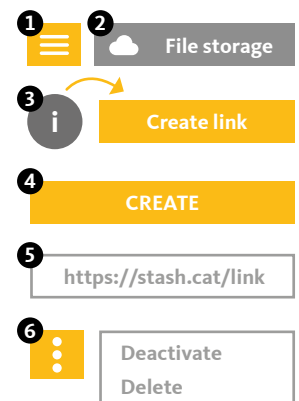 1 2
File storage
3
i Create link
4
CREATE
5
https://stash.cat/link
6
Deactivate
Delete